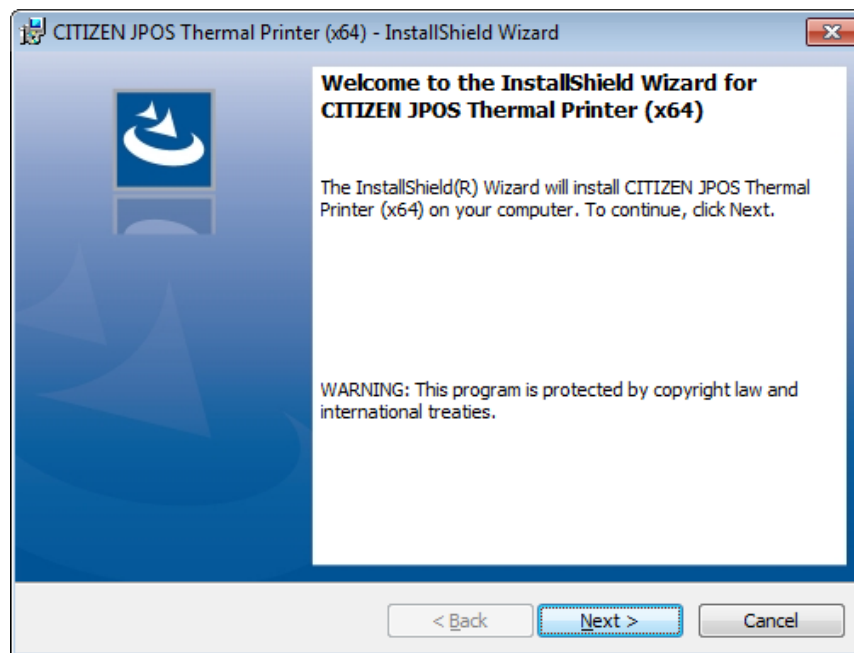 CITIZEN JPOS Thermal Printer (x64) - InstallShield Wizard
Welcome to the InstallShield Wizard for
CITIZEN JPOS Thermal Printer (x64)
The InstallShield(R) Wizard will install CITIZEN JPOS Thermal
Printer (x64) on your computer. To continue, click Next.
WARNING: This program is protected by copyright law and
international treaties.
< Back
Next >
Cancel